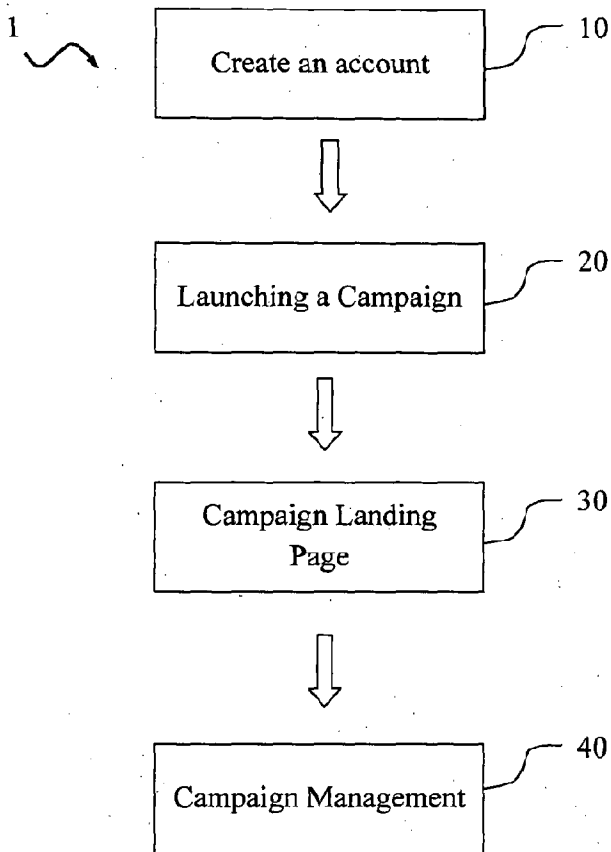 1
10
Create an account
20
Launching a Campaign
30
Campaign Landing
Page
40
Campaign Management